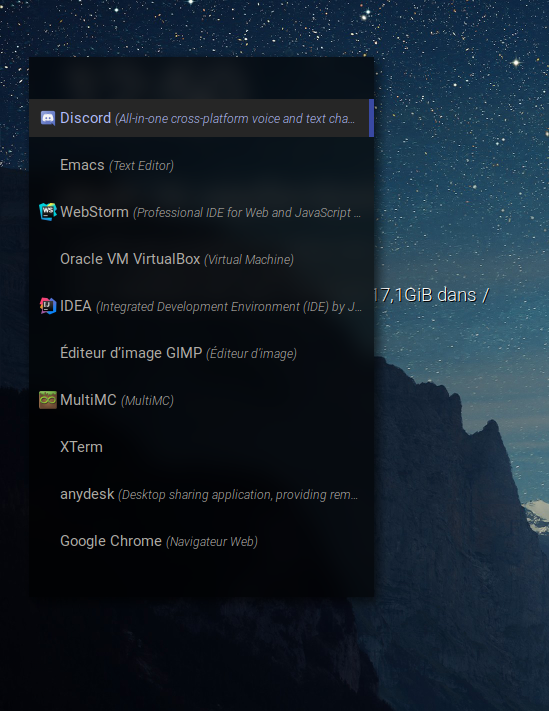 Discord (All-in-one cross-platform voice and text cha...
Emacs (Text Editor)
WS WebStorm (Professional IDE for Web and JavaScript ...
Oracle VM VirtualBox (Virtual Machine)
IJ IDEA (Integrated Development Environment (IDE) by J...
17,1GiB dans /
Éditeur d'image GIMP (Éditeur d'image)
MultiMC (MultiMC)
XTerm
anydesk (Desktop sharing application, providing rem...
Google Chrome (Navigateur Web)